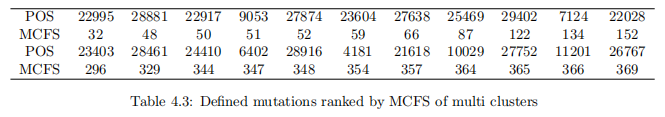 POS 22995 28881 22917 9053 27874 23604 27638 25469 29402 7124 22028
MCFS 32 48 50 51 52 59 66 87 122 134 152
POS 23403 28461 24410 6402 28916 4181 21618 10029 27752 11201 26767
MCFS 296 329 344 347 348 354 357 364 365 366 369
Table 4.3: Defined mutations ranked by MCFS of multi clusters